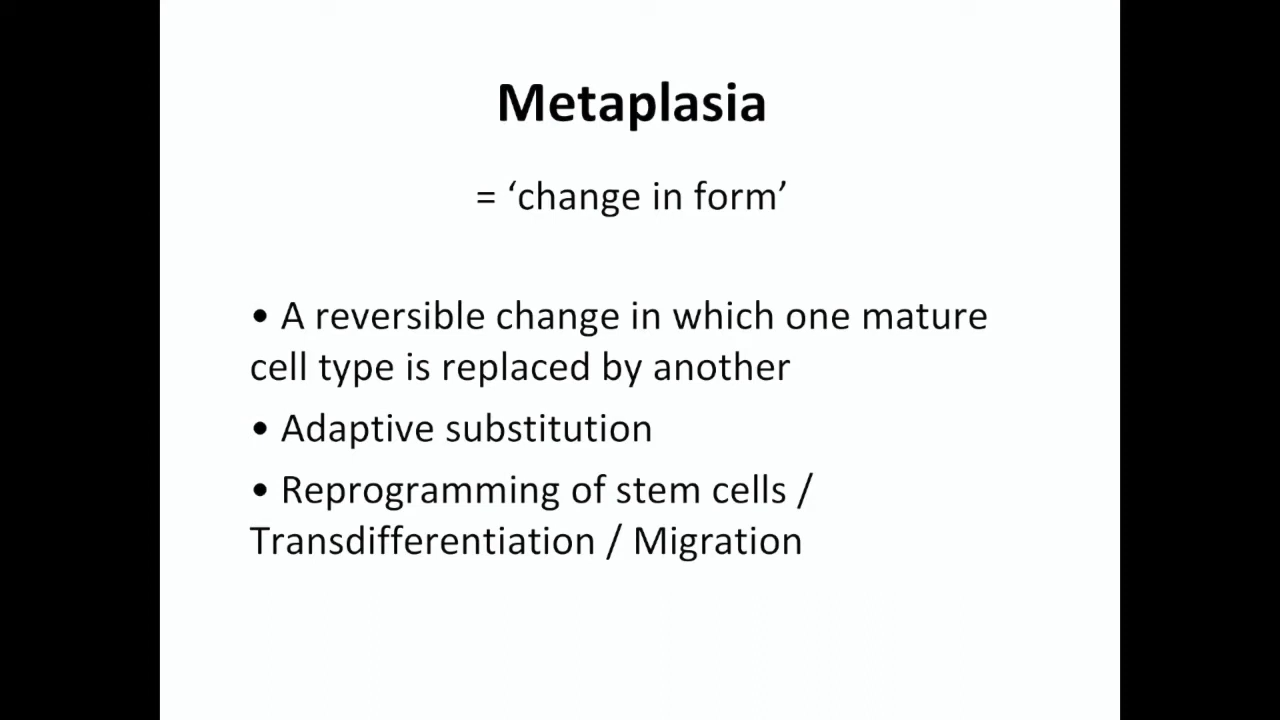 Metaplasia
= ‘change in form’
• A reversible change in which one mature
cell type is replaced by another
• Adaptive substitution
• Reprogramming of stem cells /
Transdifferentiation / Migration